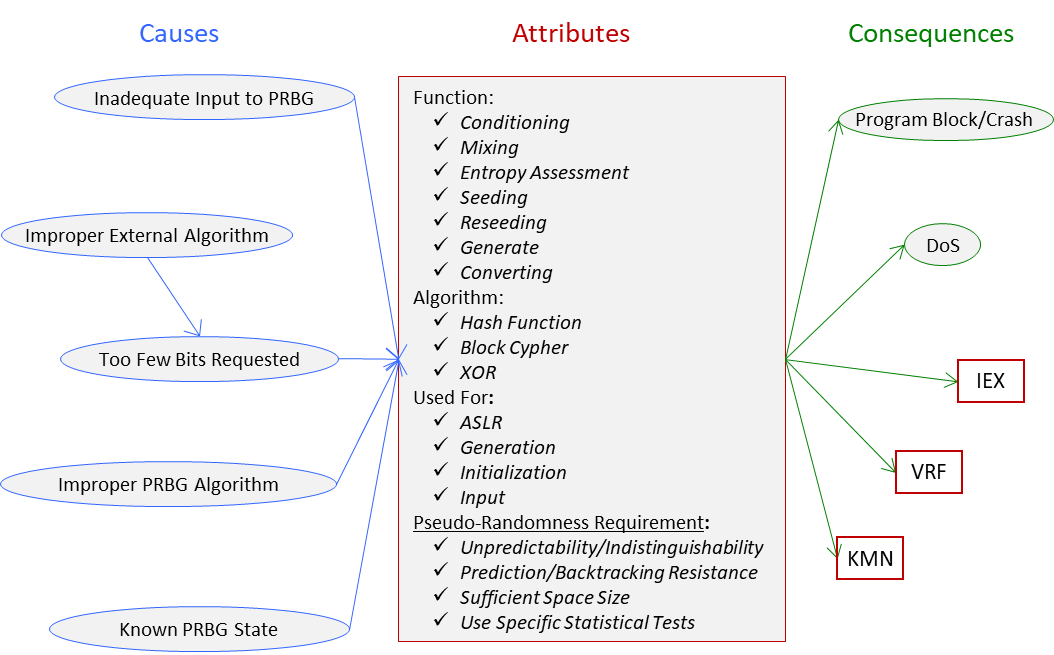 Causes
Attributes
Consequences
Inadequate Input to PRBG
Improper External Algorithm
Too Few Bits Requested
Improper PRBG Algorithm
Known PRBG State
Function:
✓ Conditioning
✓ Mixing
✓ Entropy Assessment
✓ Seeding
✓ Reseeding
✓ Generate
✓ Converting
Algorithm:
✓ Hash Function
✓ Block Cypher
✓ XOR
Used For:
✓ ASLR
✓ Generation
✓ Initialization
✓ Input
Pseudo-Randomness Requirement:
✓ Unpredictability/Indistinguishability
✓ Prediction/Backtracking Resistance
✓ Sufficient Space Size
✓ Use Specific Statistical Tests
Program Block/Crash
DoS
IEX
VRF
KMN